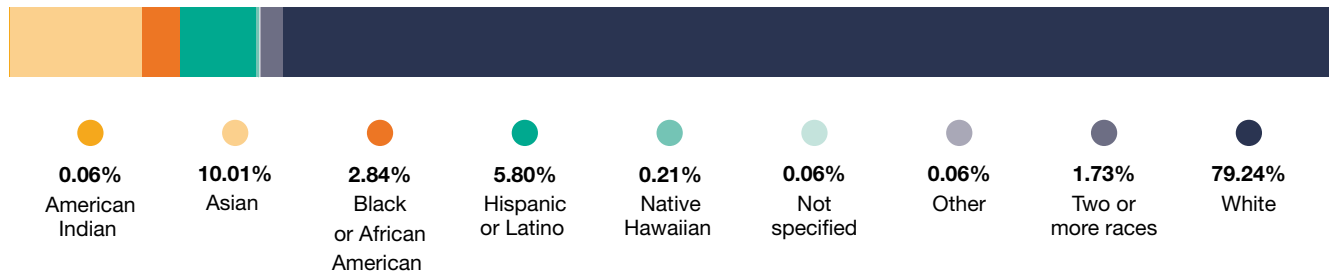 0.06%
American
Indian
10.01%
Asian
2.84%
Black
or African
American
5.80%
Hispanic
or Latino
0.21%
Native
Hawaiian
0.06%
Not
specified
0.06%
Other
1.73%
Two or
more races
79.24%
White